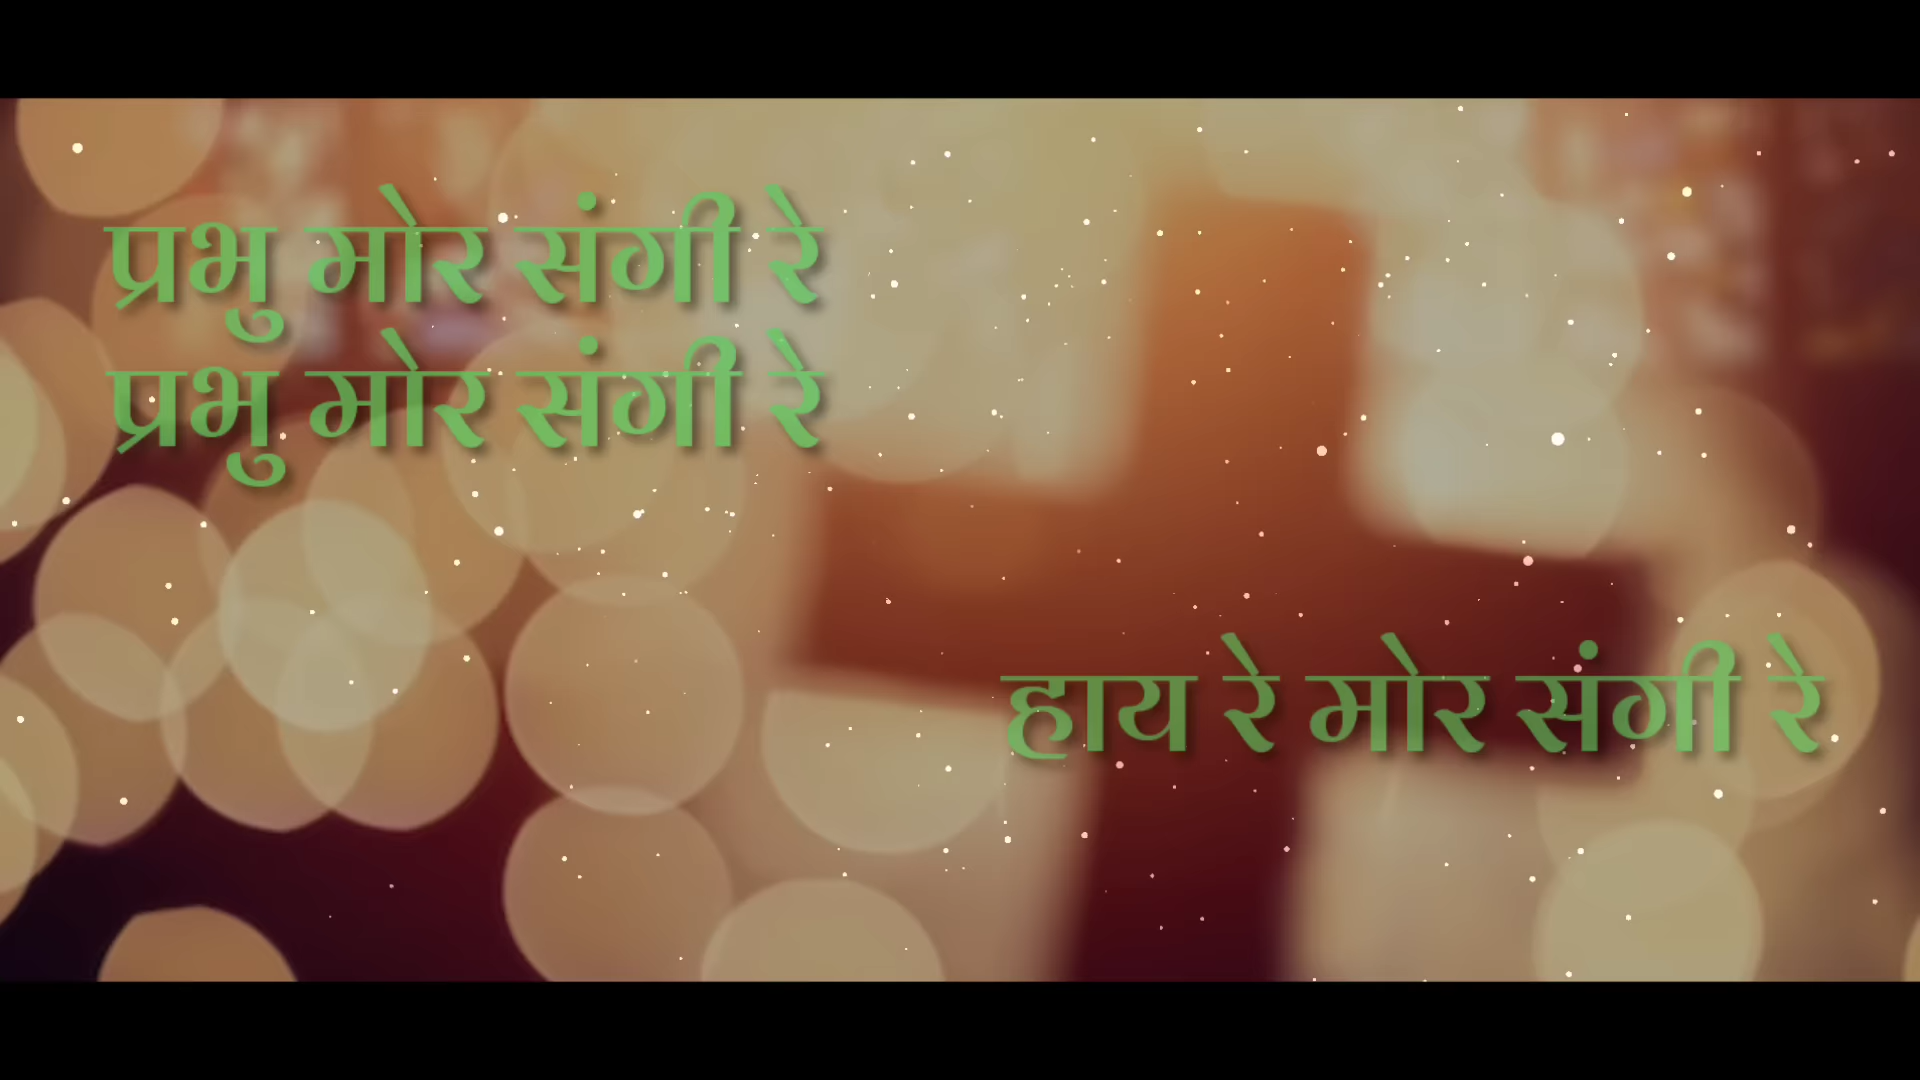 प्रभु मोर संगी रे
प्रभु मोर संगी रे
हाय रे मोर संगी रे